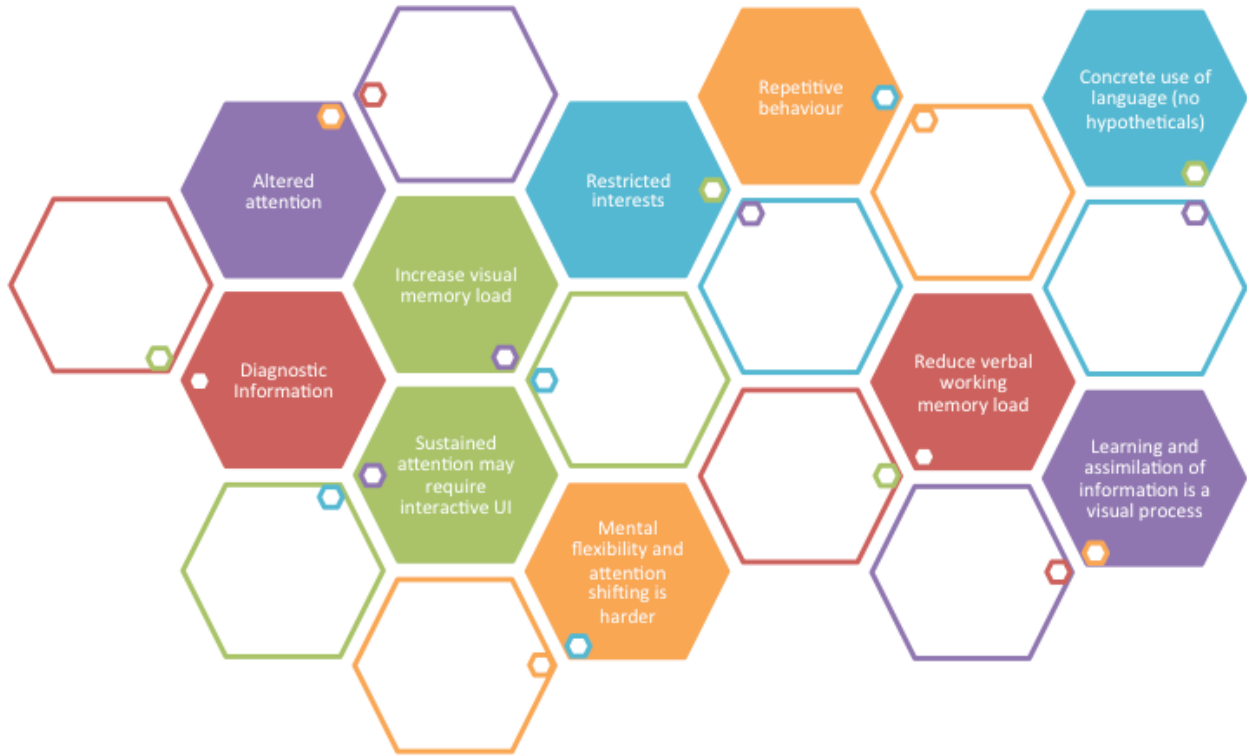 Repetitive
behaviour
Concrete use of
language (no
hypotheticals)
Altered
attention
Restricted
interests
Increase visual
memory load
Diagnostic
Information
Reduce verbal
working
memory load
Sustained
attention may
require
interactive UI
Learning and
assimilation of
information is a
visual process
Mental
flexibility and
attention
shifting is
harder